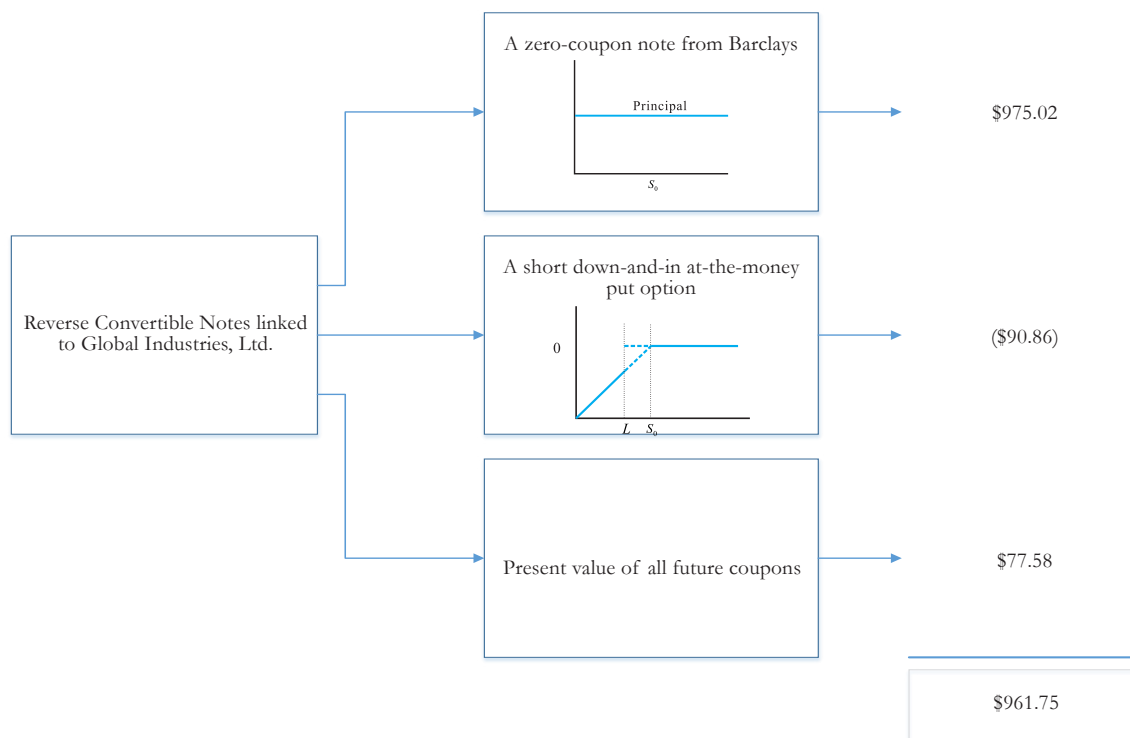 A zero-coupon note from Barclays
Principal
S₀
$975.02
Reverse Convertible Notes linked
to Global Industries, Ltd.
A short down-and-in at-the-money
put option
0
L S₀
($90.86)
Present value of all future coupons
$77.58
$961.75